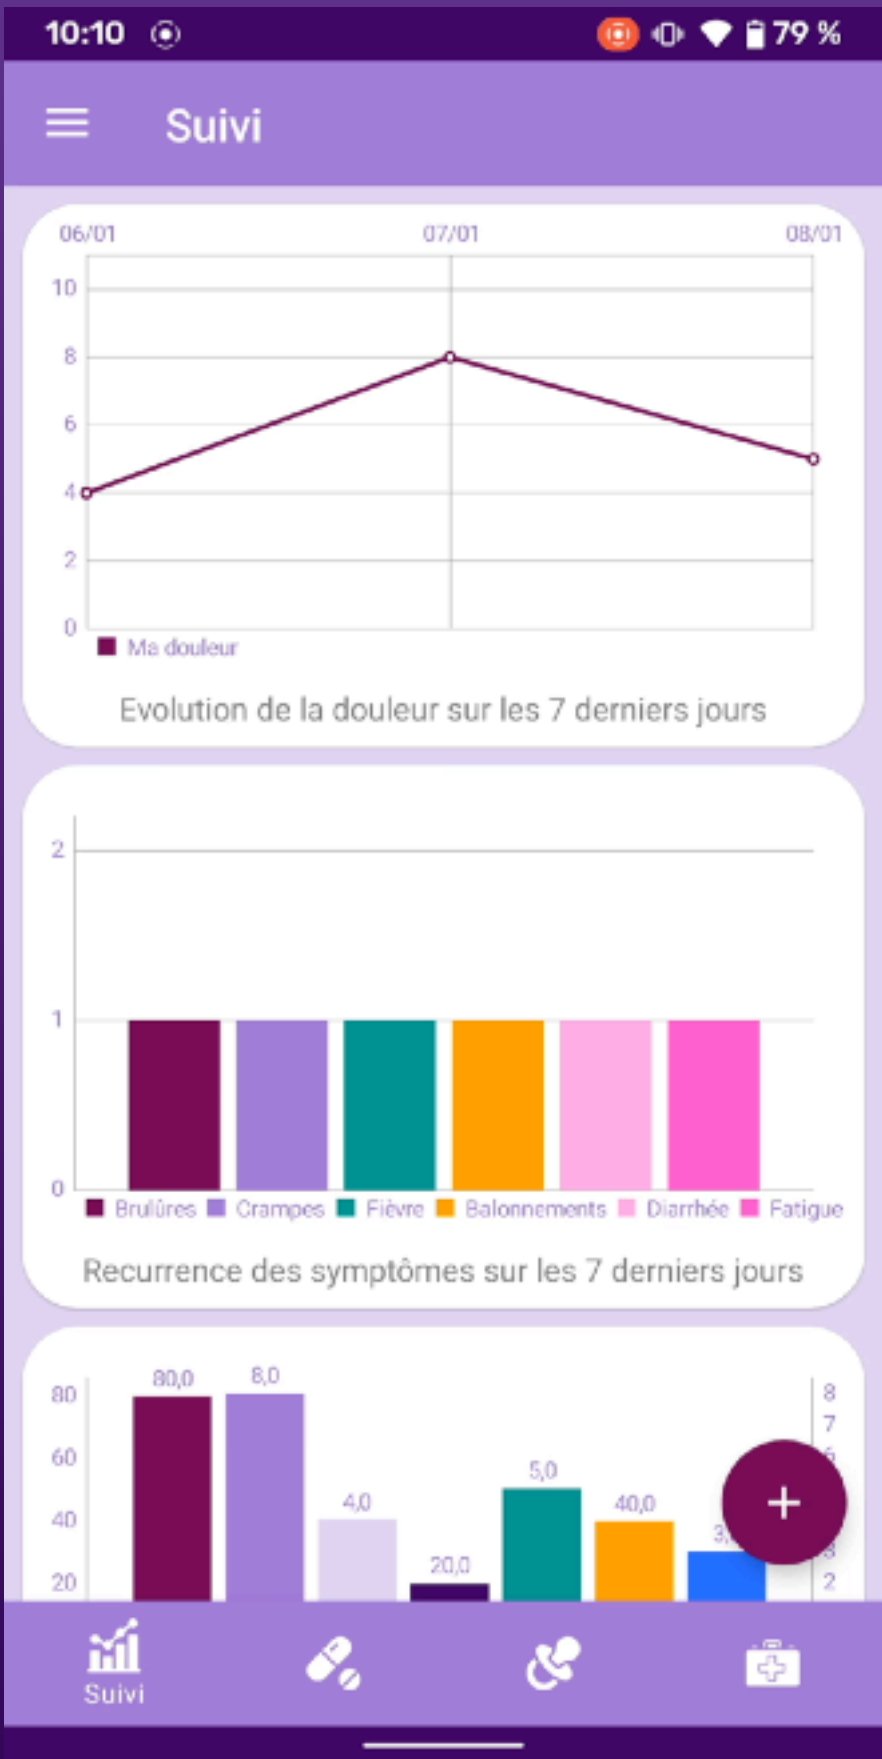 10:10 79 %
Suivi
06/01 07/01 08/01
10
8
6
4
2
0
Ma douleur
Evolution de la douleur sur les 7 derniers jours
2
1
0
Brulûres Crampes Fièvre Balonnements Diarrhée Fatigue
Recurrence des symptômes sur les 7 derniers jours
80,0 8,0
80 8
7
60
5,0
4,0 40,0
40
20,0
20 2
Suivi